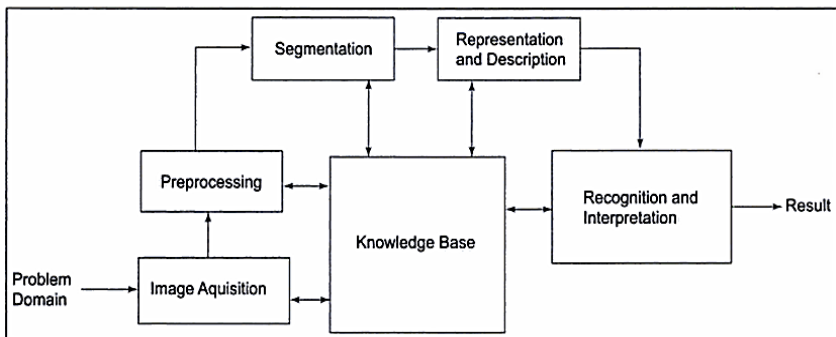 Segmentation
Representation
and Description
Preprocessing
Knowledge Base
Recognition and
Interpretation
Result
Problem
Domain
Image Aquisition